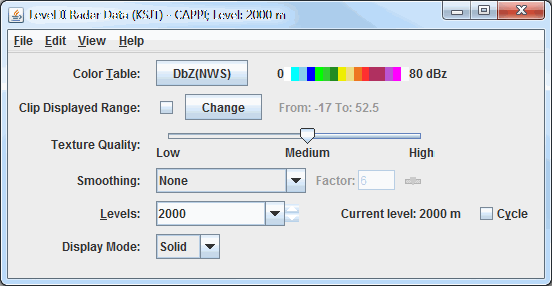 Level II Radar Data (KSJT) - CAPPI; Level: 2000 m
File Edit View Help
Color Table: DbZ(NWS) 0 80 dBz
Clip Displayed Range: Change From: -17 To: 52.5
Texture Quality:
Low Medium High
Smoothing: None Factor: 6
Levels: 2000 Current level: 2000 m Cycle
Display Mode: Solid